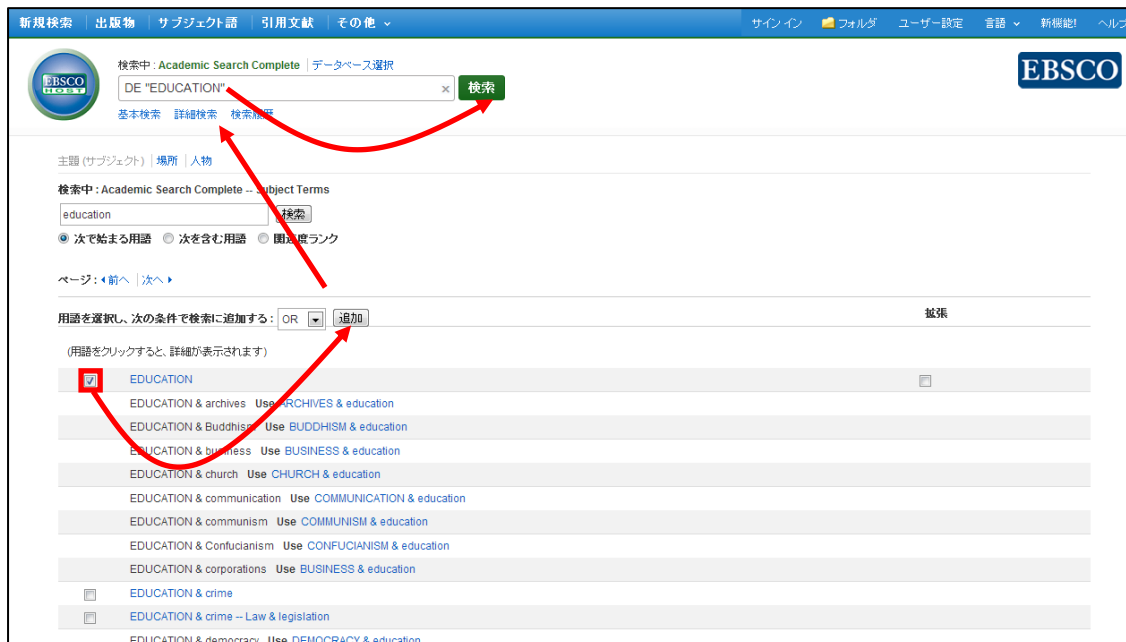 新規検索 出版物 サブジェクト語 引用文献 その他 サインイン フォルダ ユーザー設定 言語 新機能! ヘルプ
EBSCO HOST
検索中 : Academic Search Complete データベース選択
DE "EDUCATION" × 検索
EBSCO
基本検索 詳細検索 検索履歴
主題 (サブジェクト) 場所 人物
検索中 : Academic Search Complete -- Subject Terms
education 検索
次で始まる用語 次を含む用語 関連度ランク
ページ : 前へ 次へ
用語を選択し、次の条件で検索に追加する : OR 追加 拡張
(用語をクリックすると、詳細が表示されます)
EDUCATION
EDUCATION & archives Use ARCHIVES & education
EDUCATION & Buddhism Use BUDDHISM & education
EDUCATION & business Use BUSINESS & education
EDUCATION & church Use CHURCH & education
EDUCATION & communication Use COMMUNICATION & education
EDUCATION & communism Use COMMUNISM & education
EDUCATION & Confucianism Use CONFUCIANISM & education
EDUCATION & corporations Use BUSINESS & education
EDUCATION & crime
EDUCATION & crime -- Law & legislation
EDUCATION & democracy Use DEMOCRACY & education